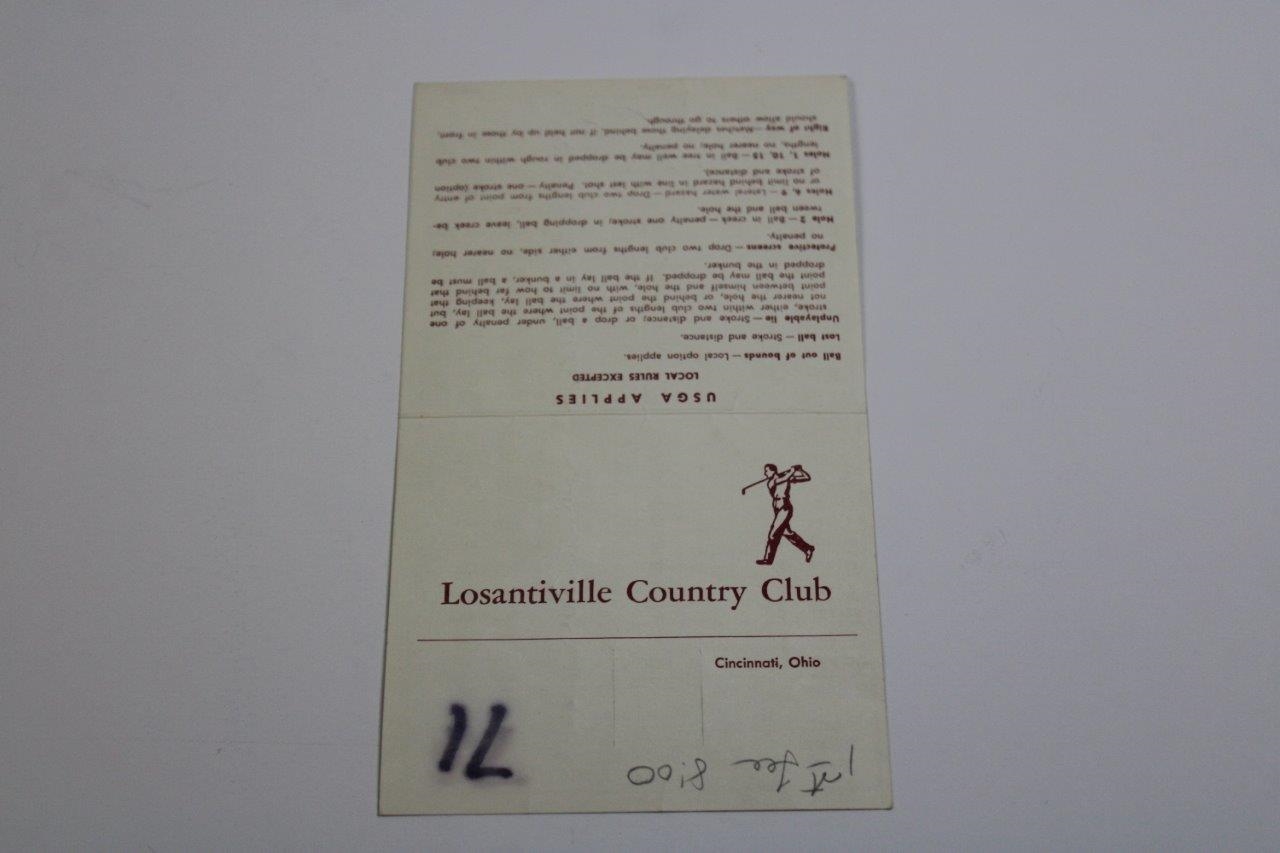 Losantiville Country Club
Cincinnati, Ohio
1st Tee 8:00
71
USGA APPLIES
LOCAL RULES EXCEPTED
Ball out of bounds — Local option applies.
Lost ball — Stroke and distance.
Unplayable lie — Stroke and distance; or drop a ball, under penalty of one
stroke, either within two club lengths of the point where the ball lay, but
not nearer the hole, or behind the point where the ball lay, keeping that
point between himself and the hole, with no limit to how far behind that
point the ball may be dropped. If the ball lay in a bunker, a ball must be
dropped in the bunker.
Protective screens — Drop two club lengths from either side, no nearer hole;
no penalty.
Hole 2 — Ball in creek — penalty one stroke; in dropping ball, leave creek be-
tween ball and the hole.
Holes 6, 9 — Lateral water hazard — Drop two club lengths from point of entry
or no limit behind hazard in line with last shot. Penalty — one stroke (option
of stroke and distance).
Holes 1, 10, 15 — Ball in tree well may be dropped in rough within two club
lengths, no nearer hole; no penalty.
Right of way — Matches delaying those behind, if not held up by those in front,
should allow others to go through.